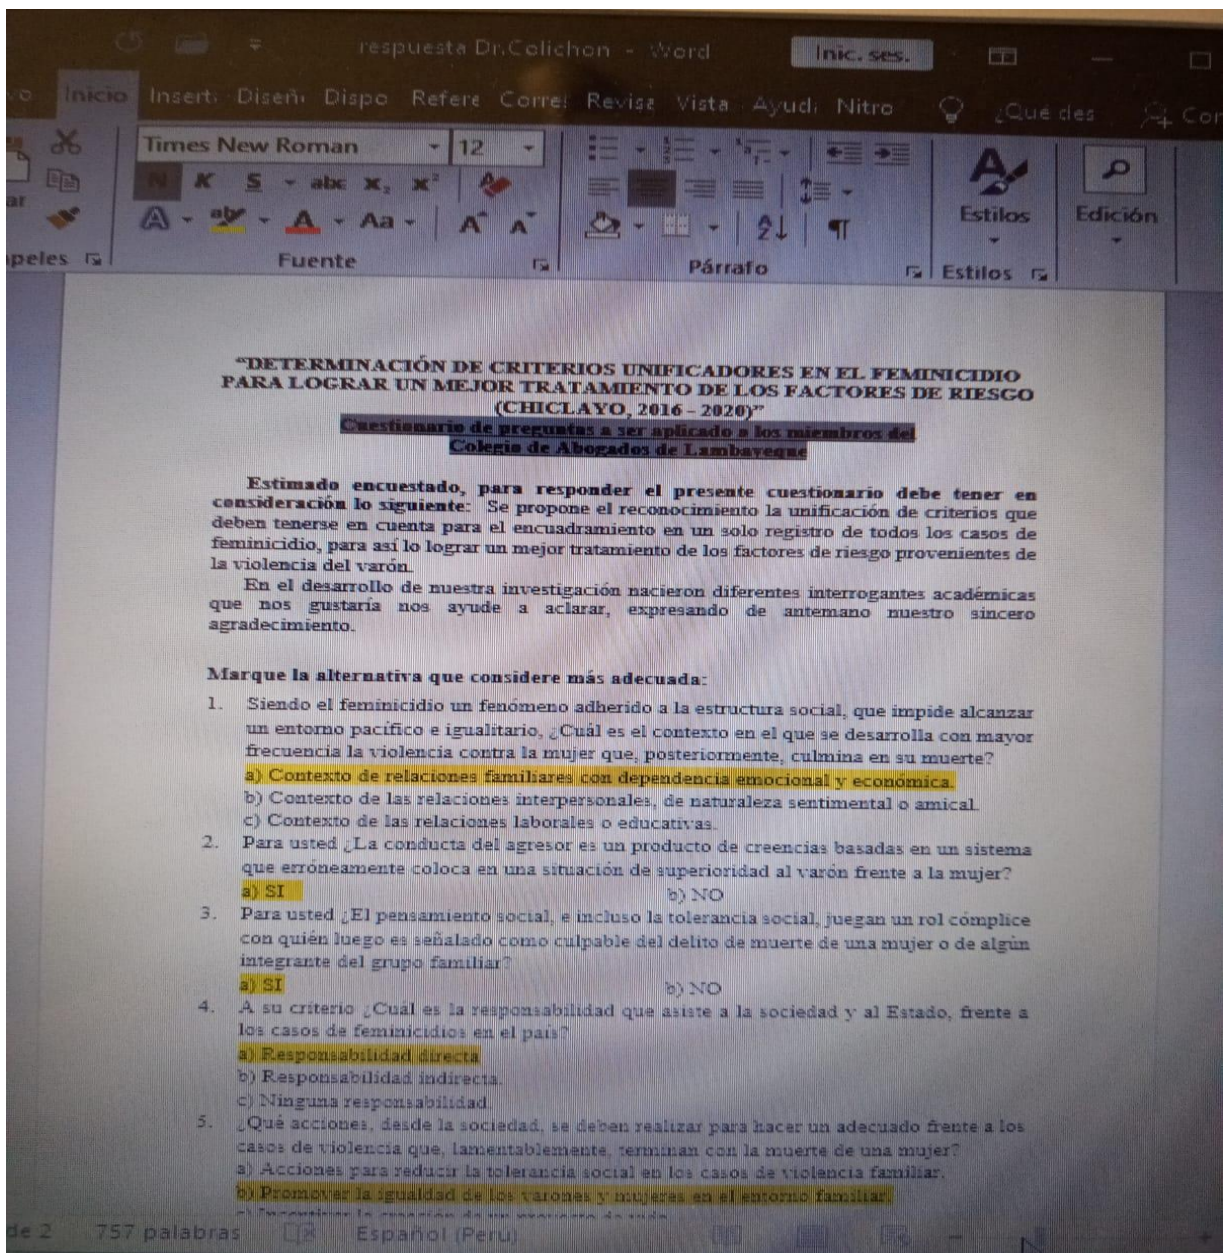 respuesta Dr.Colichon - Word Inic. ses.
Inicio Insert Diseñ Dispo Refere Corre Revisa Vista Ayud Nitro ¿Qué des Cor
Times New Roman 12
N K S abc x₂ x²
ar
A aby A Aa A A
Estilos Edición
peles Fuente Párrafo Estilos
“DETERMINACIÓN DE CRITERIOS UNIFICADORES EN EL FEMINICIDIO
PARA LOGRAR UN MEJOR TRATAMIENTO DE LOS FACTORES DE RIESGO
(CHICLAYO, 2016 – 2020)”
Cuestionario de preguntas a ser aplicado a los miembros del
Colegio de Abogados de Lambayeque
Estimado encuestado, para responder el presente cuestionario debe tener en
consideración lo siguiente: Se propone el reconocimiento la unificación de criterios que
deben tenerse en cuenta para el encuadramiento en un solo registro de todos los casos de
feminicidio, para así lo lograr un mejor tratamiento de los factores de riesgo provenientes de
la violencia del varón.
En el desarrollo de nuestra investigación nacieron diferentes interrogantes académicas
que nos gustaría nos ayude a aclarar, expresando de antemano nuestro sincero
agradecimiento.
Marque la alternativa que considere más adecuada:
1. Siendo el feminicidio un fenómeno adherido a la estructura social, que impide alcanzar
un entorno pacífico e igualitario, ¿Cuál es el contexto en el que se desarrolla con mayor
frecuencia la violencia contra la mujer que, posteriormente, culmina en su muerte?
a) Contexto de relaciones familiares con dependencia emocional y económica.
b) Contexto de las relaciones interpersonales, de naturaleza sentimental o amical.
c) Contexto de las relaciones laborales o educativas.
2. Para usted ¿La conducta del agresor es un producto de creencias basadas en un sistema
que erróneamente coloca en una situación de superioridad al varón frente a la mujer?
a) SI b) NO
3. Para usted ¿El pensamiento social, e incluso la tolerancia social, juegan un rol cómplice
con quién luego es señalado como culpable del delito de muerte de una mujer o de algún
integrante del grupo familiar?
a) SI b) NO
4. A su criterio ¿Cuál es la responsabilidad que asiste a la sociedad y al Estado, frente a
los casos de feminicidios en el país?
a) Responsabilidad directa
b) Responsabilidad indirecta.
c) Ninguna responsabilidad.
5. ¿Qué acciones, desde la sociedad, se deben realizar para hacer un adecuado frente a los
casos de violencia que, lamentablemente, terminan con la muerte de una mujer?
a) Acciones para reducir la tolerancia social en los casos de violencia familiar.
b) Promover la igualdad de los varones y mujeres en el entorno familiar.
de 2 757 palabras Español (Perú)